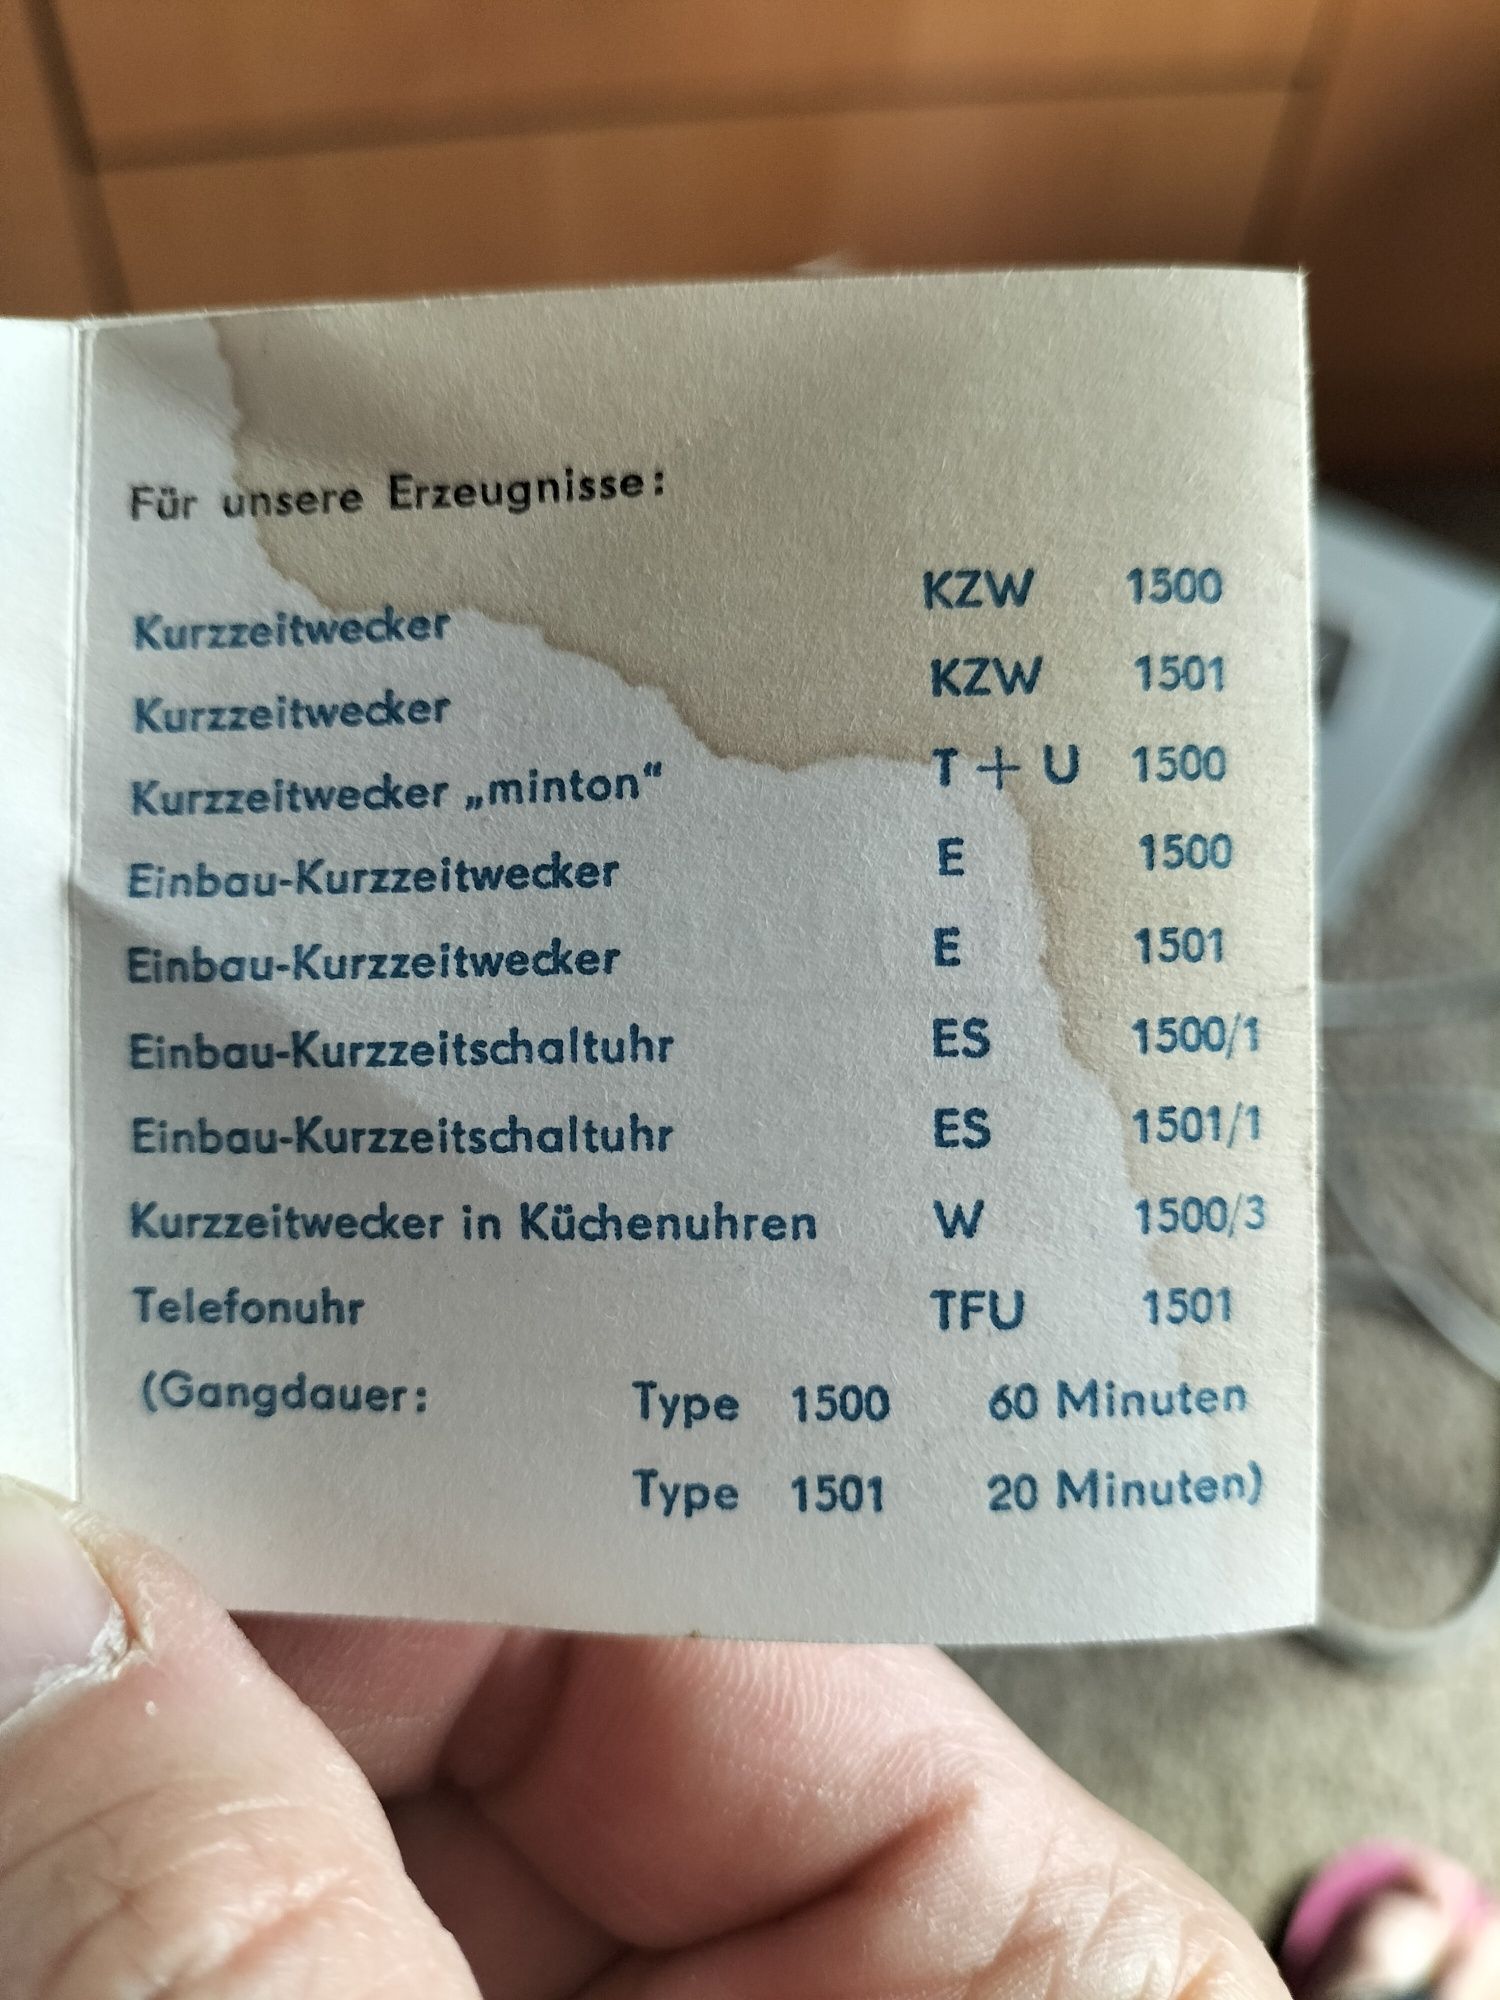 Für unsere Erzeugnisse:
Kurzzeitwecker KZW 1500
Kurzzeitwecker KZW 1501
Kurzzeitwecker „minton“ T + U 1500
Einbau-Kurzzeitwecker E 1500
Einbau-Kurzzeitwecker E 1501
Einbau-Kurzzeitschaltuhr ES 1500/1
Einbau-Kurzzeitschaltuhr ES 1501/1
Kurzzeitwecker in Küchenuhren W 1500/3
Telefonuhr TFU 1501
(Gangdauer: Type 1500 60 Minuten
Type 1501 20 Minuten)